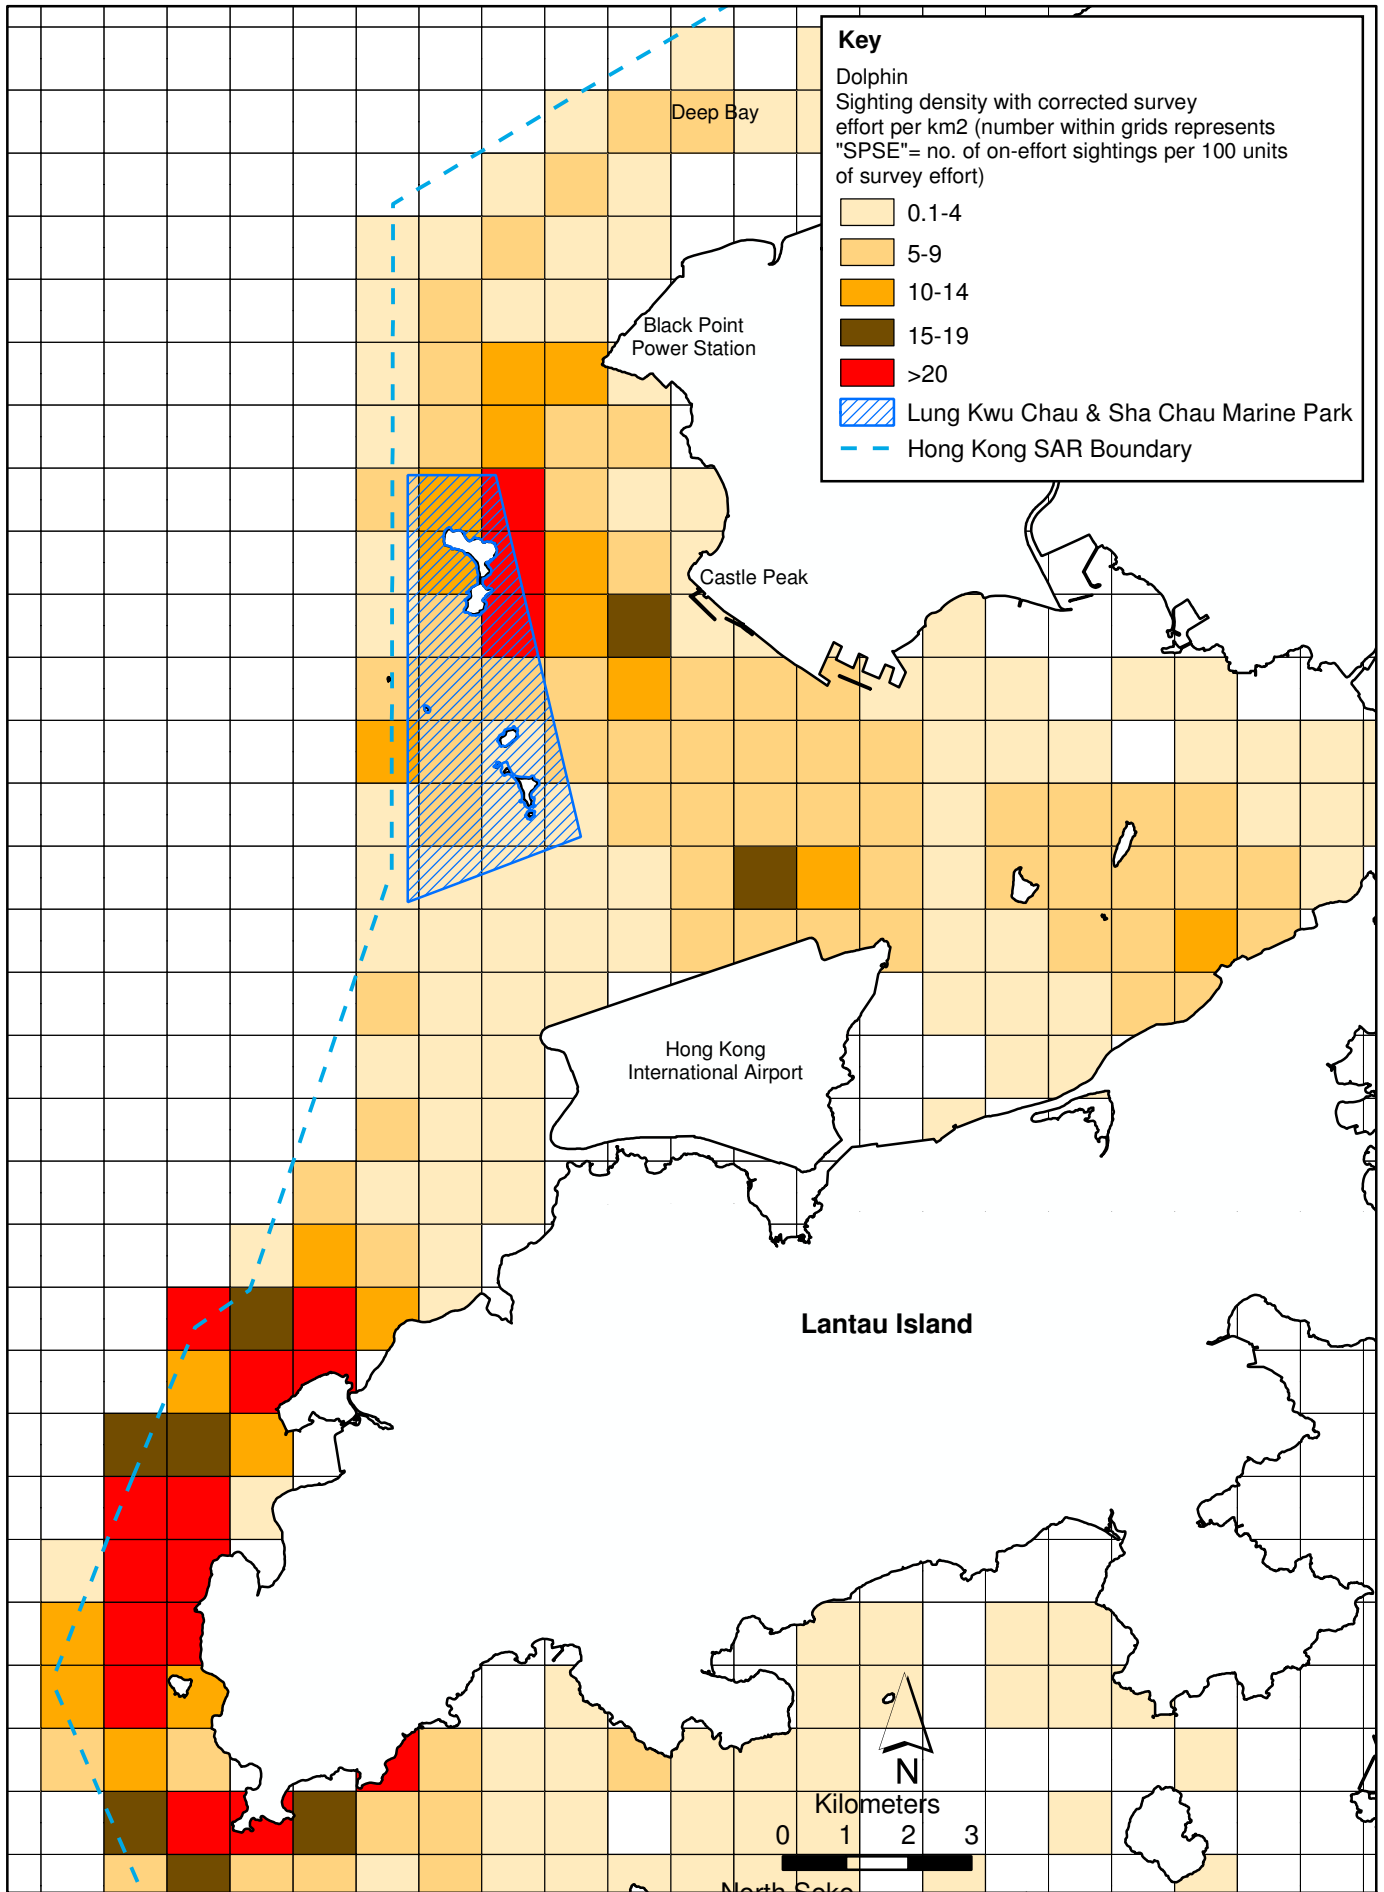 Key
Dolphin
Sighting density with corrected survey
effort per km2 (number within grids represents
"SPSE"= no. of on-effort sightings per 100 units
of survey effort)
0.1-4
5-9
10-14
15-19
>20
Lung Kwu Chau & Sha Chau Marine Park
Hong Kong SAR Boundary
Deep Bay
Black Point
Power Station
Castle Peak
Hong Kong
International Airport
Lantau Island
N
Kilometers
0 1 2 3
North Soko